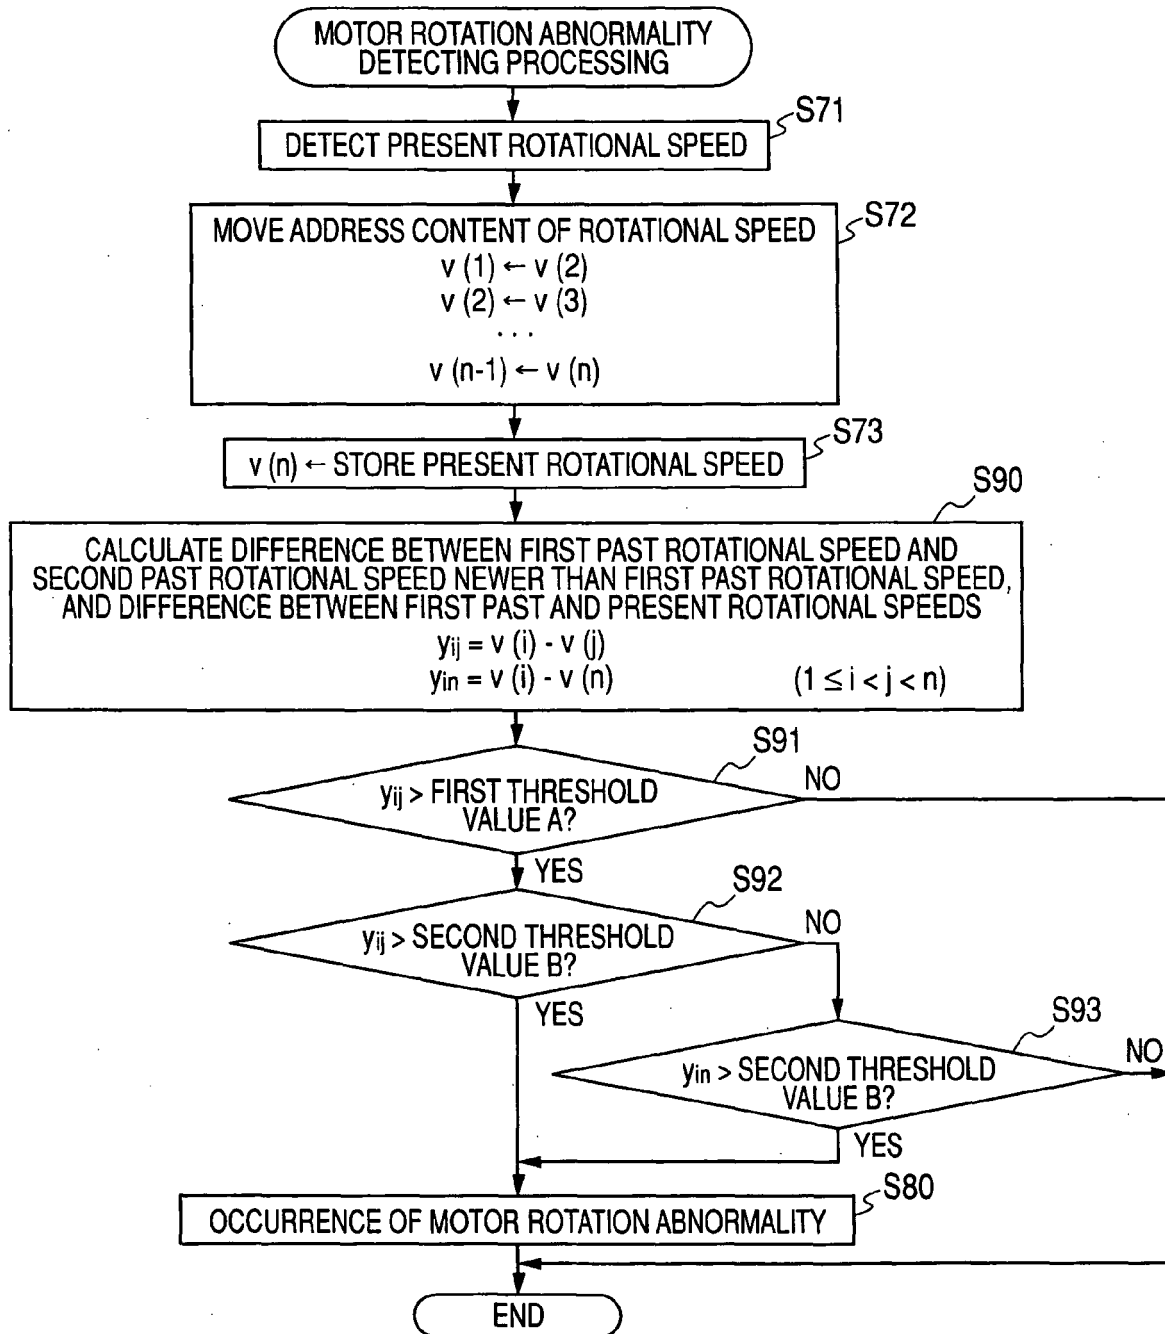 MOTOR ROTATION ABNORMALITY
DETECTING PROCESSING
S71
DETECT PRESENT ROTATIONAL SPEED
S72
MOVE ADDRESS CONTENT OF ROTATIONAL SPEED
v (1) ← v (2)
v (2) ← v (3)
. . .
v (n-1) ← v (n)
S73
v (n) ← STORE PRESENT ROTATIONAL SPEED
S90
CALCULATE DIFFERENCE BETWEEN FIRST PAST ROTATIONAL SPEED AND
SECOND PAST ROTATIONAL SPEED NEWER THAN FIRST PAST ROTATIONAL SPEED,
AND DIFFERENCE BETWEEN FIRST PAST AND PRESENT ROTATIONAL SPEEDS
yij = v (i) - v (j)
yin = v (i) - v (n) (1 ≤ i < j < n)
S91
NO
yij > FIRST THRESHOLD
VALUE A?
YES
S92
NO
yij > SECOND THRESHOLD
VALUE B?
YES
S93
NO
yin > SECOND THRESHOLD
VALUE B?
YES
S80
OCCURRENCE OF MOTOR ROTATION ABNORMALITY
END